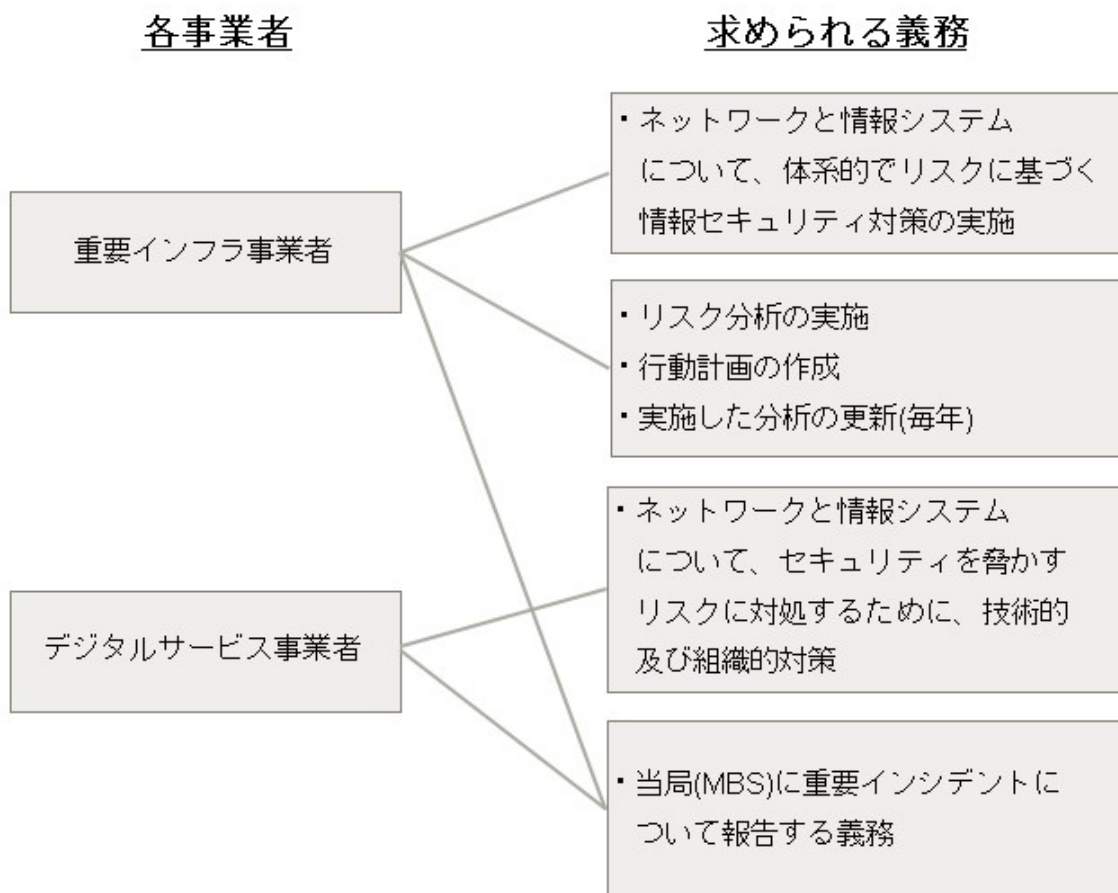 各事業者
求められる義務
・ネットワークと情報システム
について、体系的でリスクに基づく
情報セキュリティ対策の実施
重要インフラ事業者
・リスク分析の実施
・行動計画の作成
・実施した分析の更新(毎年)
・ネットワークと情報システム
について、セキュリティを脅かす
リスクに対処するために、技術的
及び組織的対策
デジタルサービス事業者
・当局(MBS)に重要インシデントに
ついて報告する義務